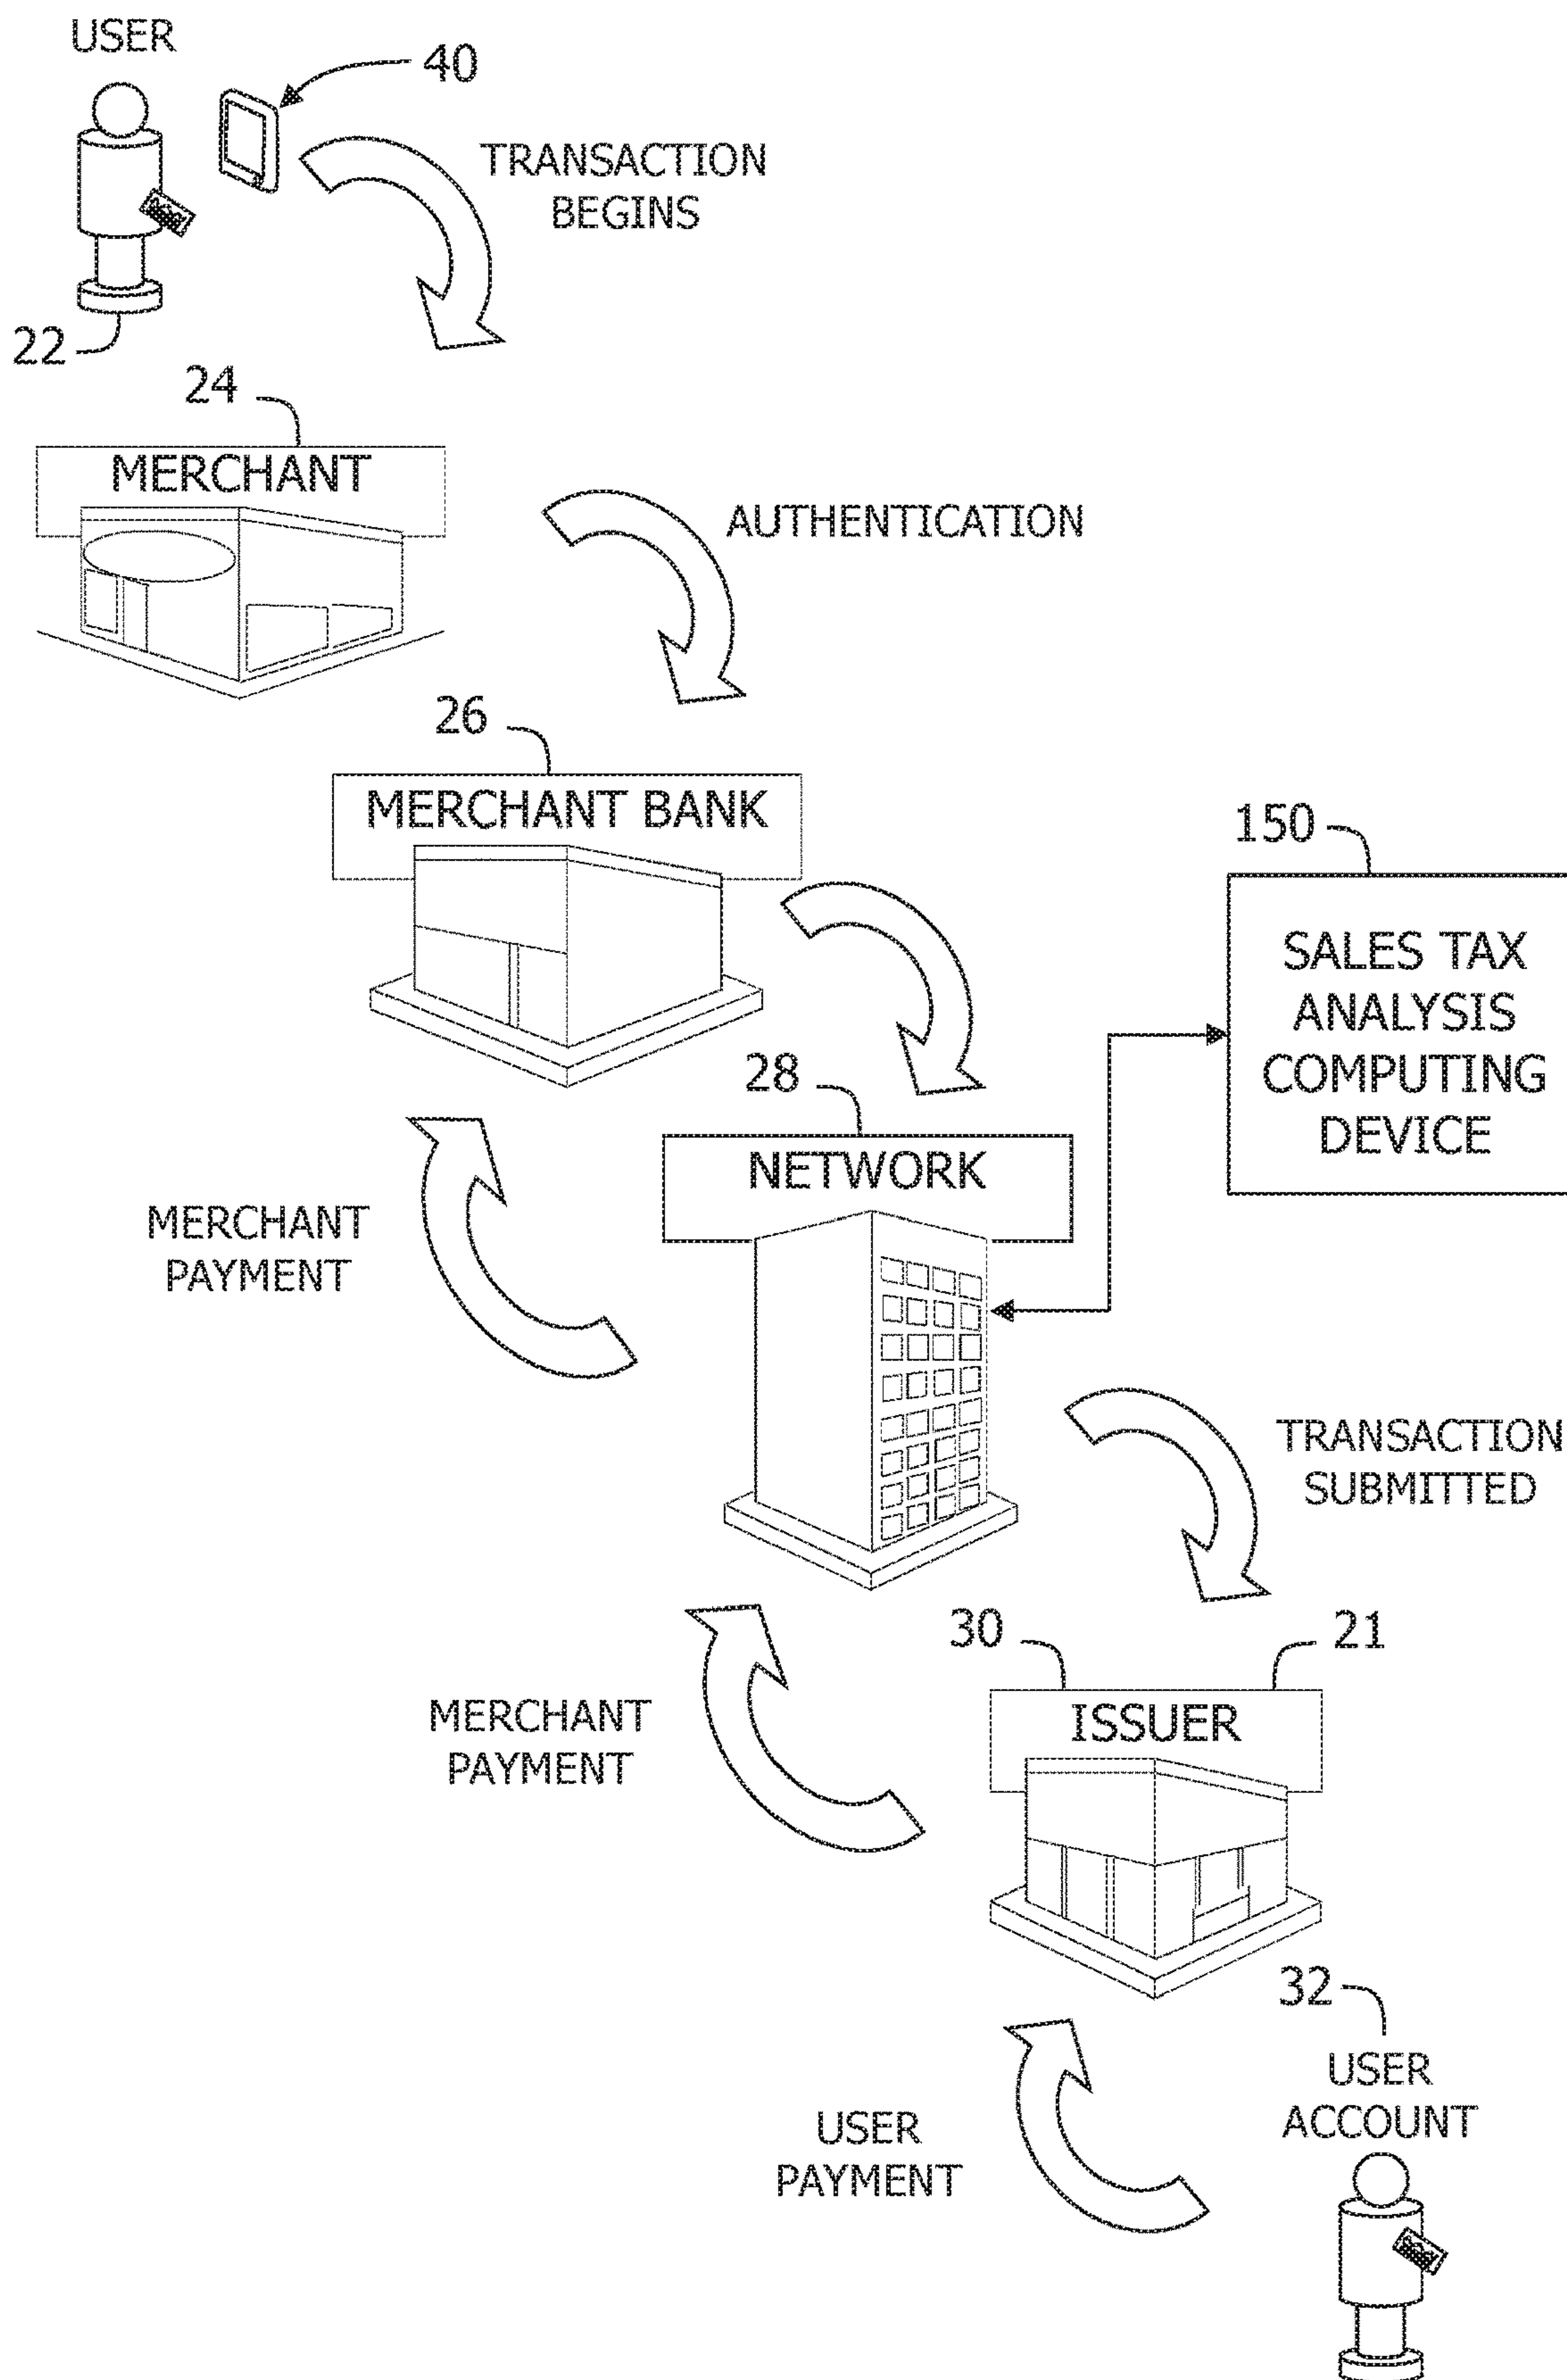 USER
40
TRANSACTION
BEGINS
22
24
MERCHANT
AUTHENTICATION
26
MERCHANT BANK
150
SALES TAX
ANALYSIS
COMPUTING
DEVICE
28
NETWORK
MERCHANT
PAYMENT
TRANSACTION
SUBMITTED
30
21
ISSUER
MERCHANT
PAYMENT
32
USER
ACCOUNT
USER
PAYMENT